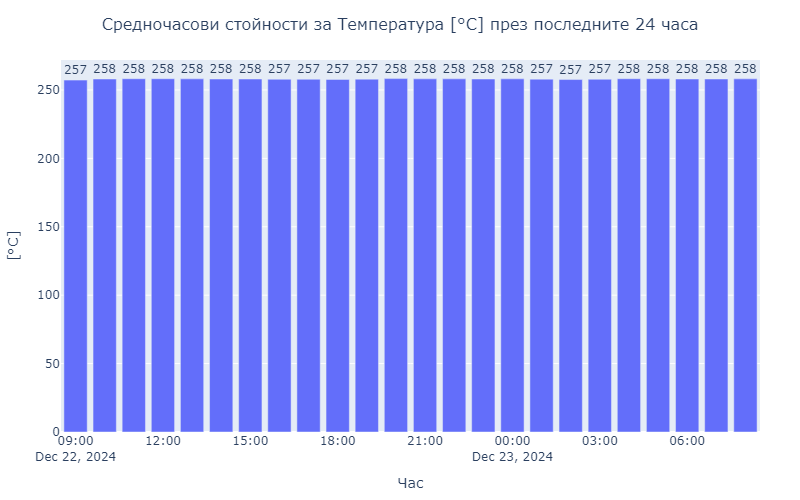 Средночасови стойности за Температура [°C] през последните 24 часа
257 258 258 258 258 258 258 257 257 257 257 258 258 258 258 258 257 257 257 258 258 258 258 258
250
200
150
100
50
0
[°C]
09:00 12:00 15:00 18:00 21:00 00:00 03:00 06:00
Dec 22, 2024 Dec 23, 2024
Час